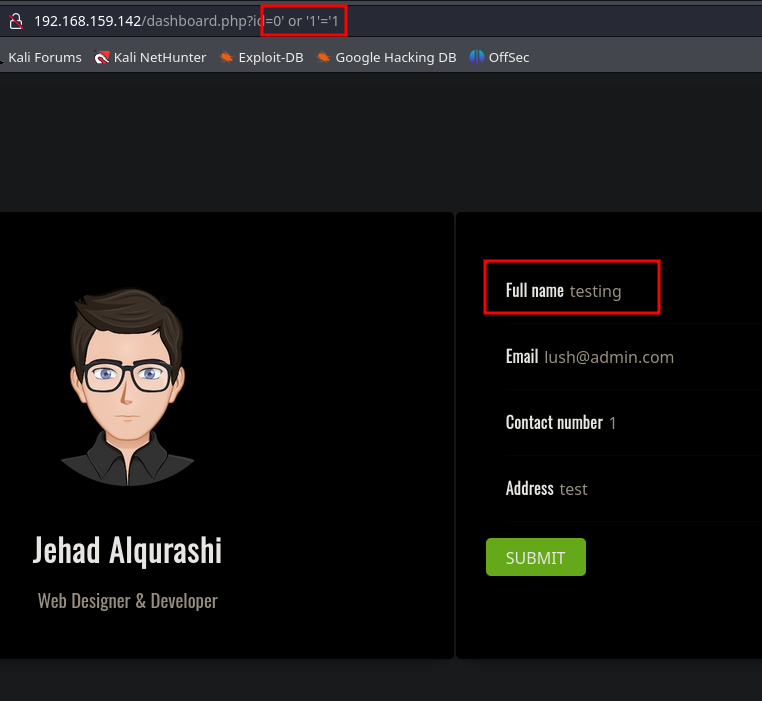 192.168.159.142/dashboard.php?id=0' or '1'='1
Kali Forums Kali NetHunter Exploit-DB Google Hacking DB OffSec
Full name testing
Email lush@admin.com
Contact number 1
Address test
SUBMIT
Jehad Alqurashi
Web Designer & Developer